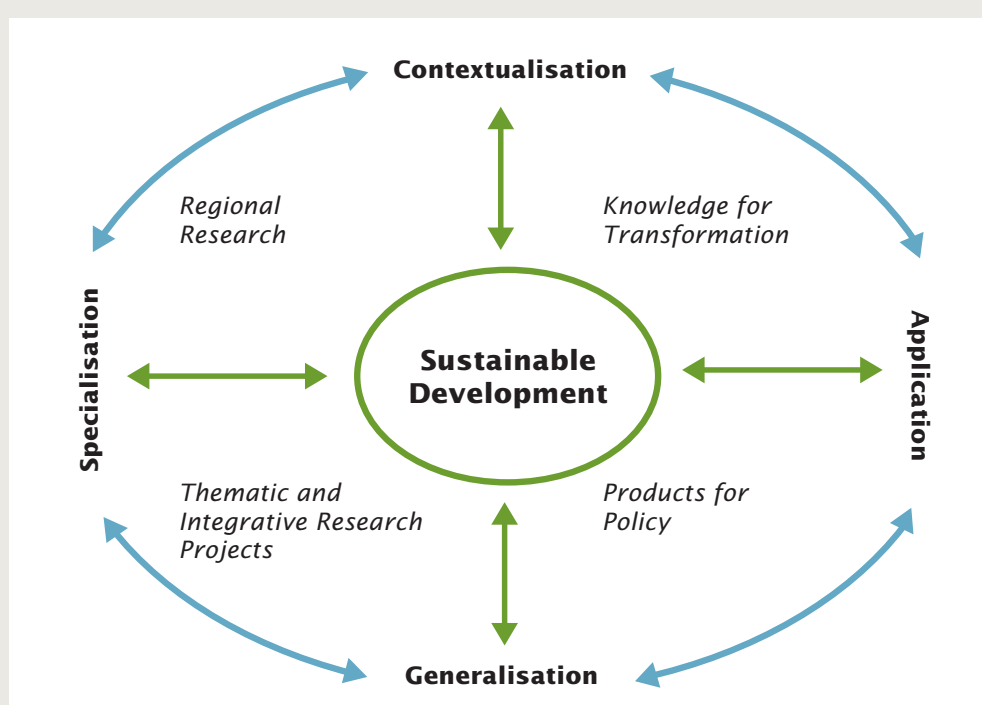 Contextualisation
Regional
Research
Knowledge for
Transformation
Specialisation
Sustainable
Development
Application
Thematic and
Integrative Research
Projects
Products for
Policy
Generalisation